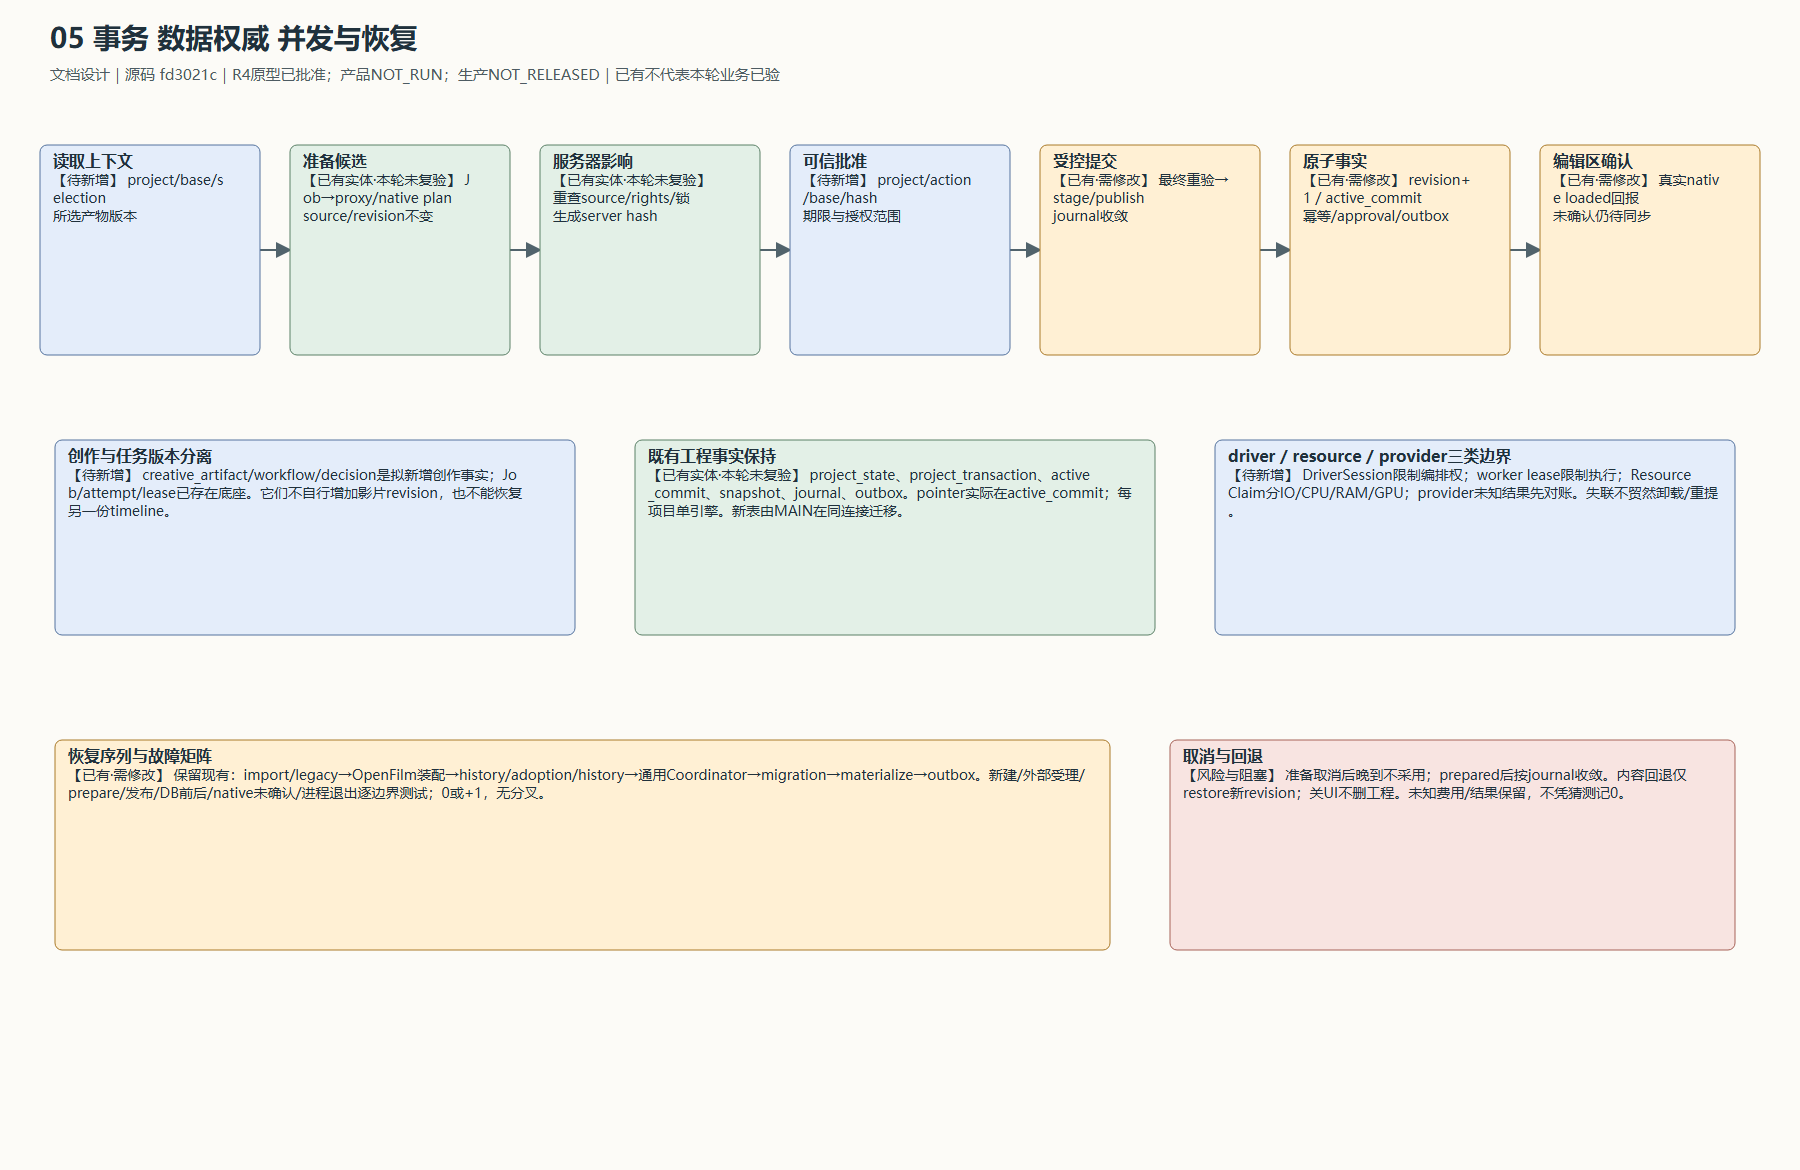 05 事务 数据权威 并发与恢复
文档设计｜源码 fd3021c｜R4原型已批准；产品NOT_RUN；生产NOT_RELEASED｜已有不代表本轮业务已验
读取上下文
【待新增】 project/base/s
election
所选产物版本
准备候选
【已有实体·本轮未复验】 J
ob→proxy/native plan
source/revision不变
服务器影响
【已有实体·本轮未复验】
重查source/rights/锁
生成server hash
可信批准
【待新增】 project/action
/base/hash
期限与授权范围
受控提交
【已有·需修改】 最终重验→
stage/publish
journal收敛
原子事实
【已有·需修改】 revision+
1 / active_commit
幂等/approval/outbox
编辑区确认
【已有·需修改】 真实nativ
e loaded回报
未确认仍待同步
创作与任务版本分离
【待新增】 creative_artifact/workflow/decision是拟新增创作事实；Jo
b/attempt/lease已存在底座。它们不自行增加影片revision，也不能恢复
另一份timeline。
既有工程事实保持
【已有实体·本轮未复验】 project_state、project_transaction、active
_commit、snapshot、journal、outbox。pointer实际在active_commit；每
项目单引擎。新表由MAIN在同连接迁移。
driver / resource / provider三类边界
【待新增】 DriverSession限制编排权；worker lease限制执行；Resource
Claim分IO/CPU/RAM/GPU；provider未知结果先对账。失联不贸然卸载/重提
。
恢复序列与故障矩阵
【已有·需修改】 保留现有：import/legacy→OpenFilm装配→history/adoption/history→通用Coordinator→migration→materialize→outbox。新建/外部受理/
prepare/发布/DB前后/native未确认/进程退出逐边界测试；0或+1，无分叉。
取消与回退
【风险与阻塞】 准备取消后晚到不采用；prepared后按journal收敛。内容回退仅
restore新revision；关UI不删工程。未知费用/结果保留，不凭猜测记0。